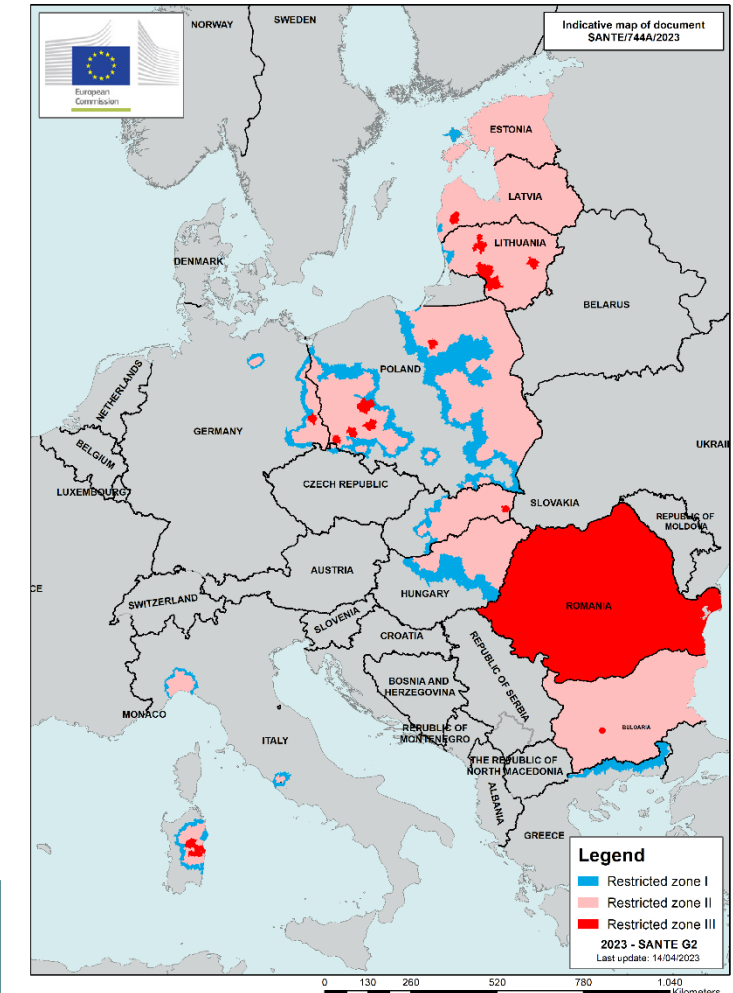 Indicative map of document
SANTE/744A/2023
European
Commission
NORWAY
SWEDEN
ESTONIA
LATVIA
LITHUANIA
DENMARK
BELARUS
NETHERLANDS
POLAND
GERMANY
BELGIUM
UKRAI
CZECH REPUBLIC
LUXEMBOURG
SLOVAKIA
REPUBLIC OF
MOLDOVA
AUSTRIA
CE
HUNGARY
SWITZERLAND
ROMANIA
SLOVENIA
CROATIA
REPUBLIC OF SERBIA
BOSNIA AND
HERZEGOVINA
MONACO
BULGARIA
REPUBLIC OF
MONTENEGRO
ITALY
THE REPUBLIC OF
NORTH MACEDONIA
ALBANIA
GREECE
Legend
Restricted zone I
Restricted zone II
Restricted zone III
2023 - SANTE G2
Last update: 14/04/2023
0 130 260 520 780 1.040
Kilometers